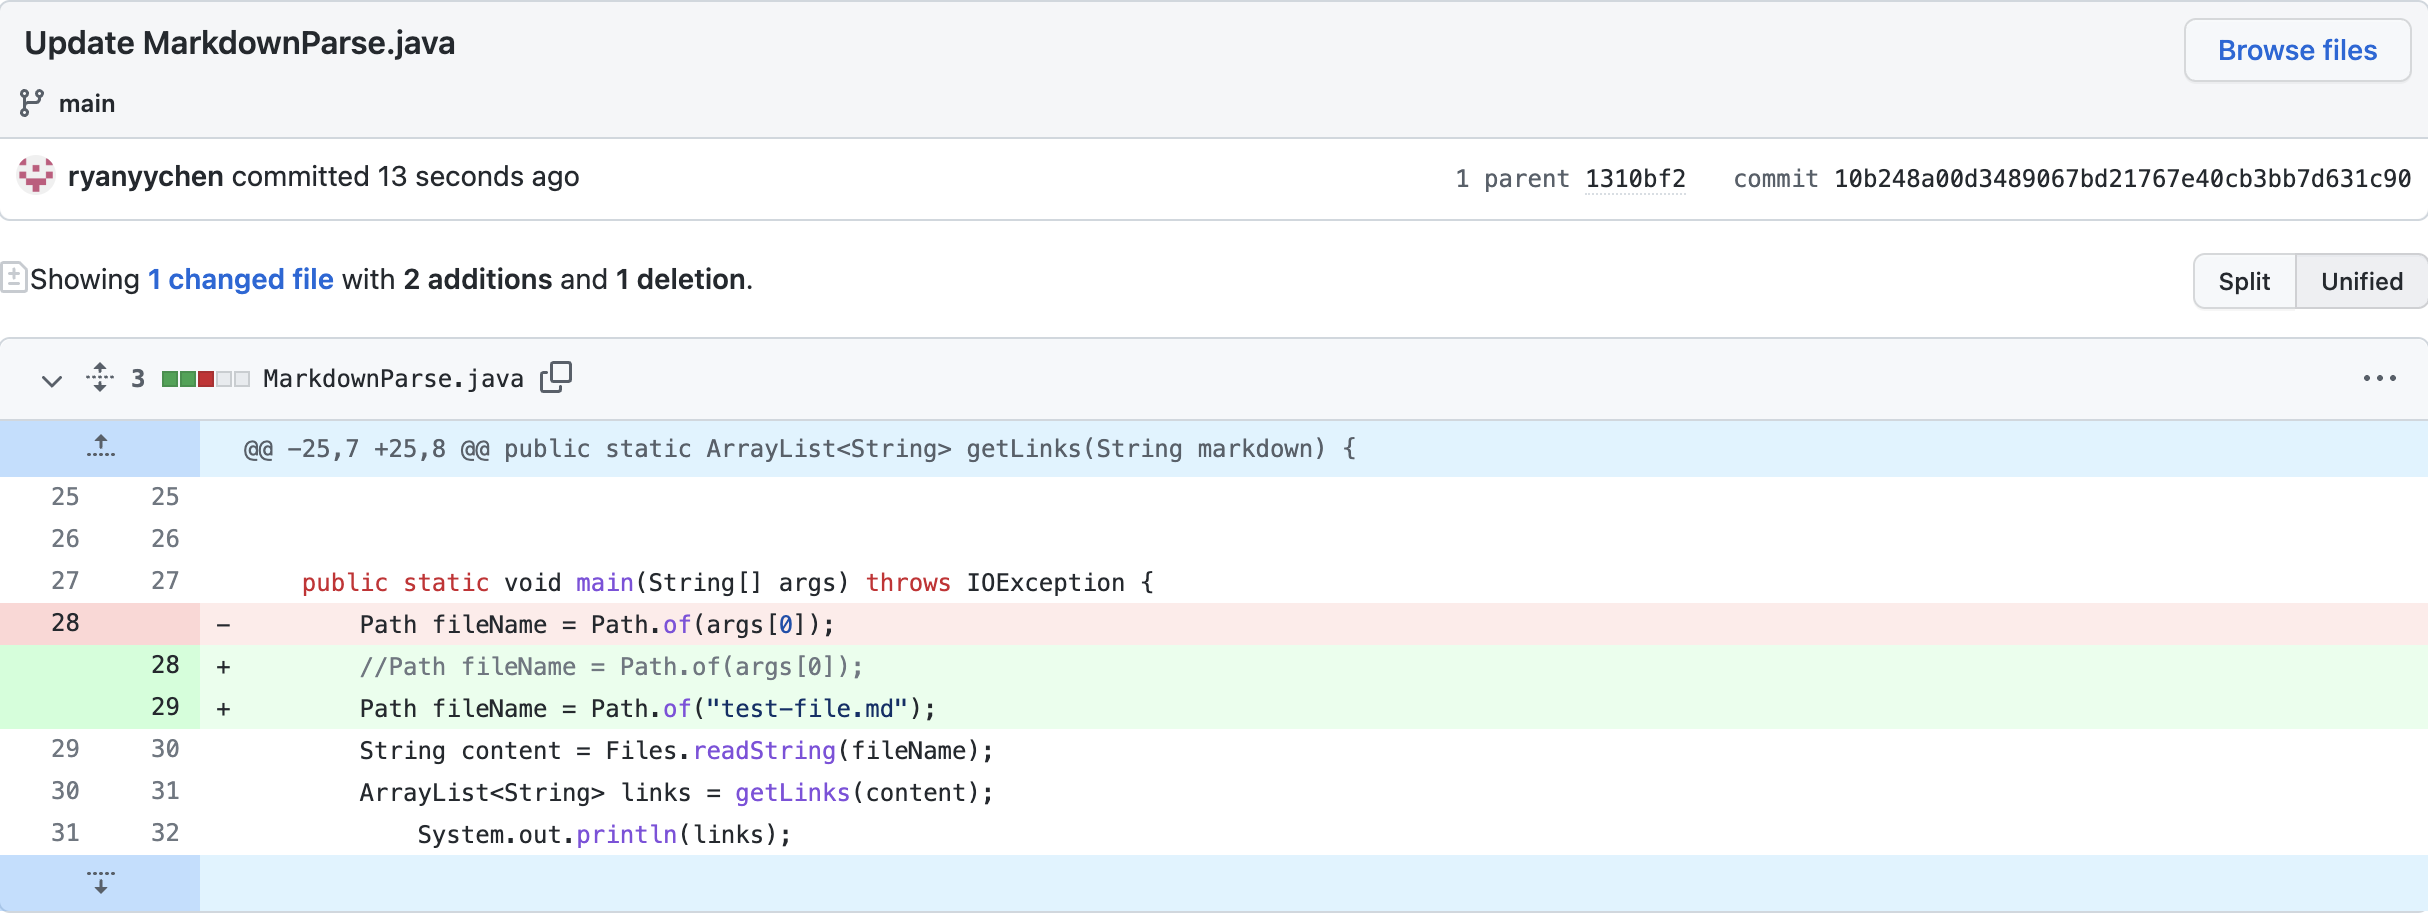 Update MarkdownParse.java
Browse files
main
ryanyychen committed 13 seconds ago
1 parent 1310bf2 commit 10b248a00d3489067bd21767e40cb3bb7d631c90
Showing 1 changed file with 2 additions and 1 deletion.
Split Unified
3 MarkdownParse.java
@@ -25,7 +25,8 @@ public static ArrayList<String> getLinks(String markdown) {
25 25
26 26
27 27 public static void main(String[] args) throws IOException {
28 - Path fileName = Path.of(args[0]);
28 + //Path fileName = Path.of(args[0]);
29 + Path fileName = Path.of("test-file.md");
29 30 String content = Files.readString(fileName);
30 31 ArrayList<String> links = getLinks(content);
31 32 System.out.println(links);